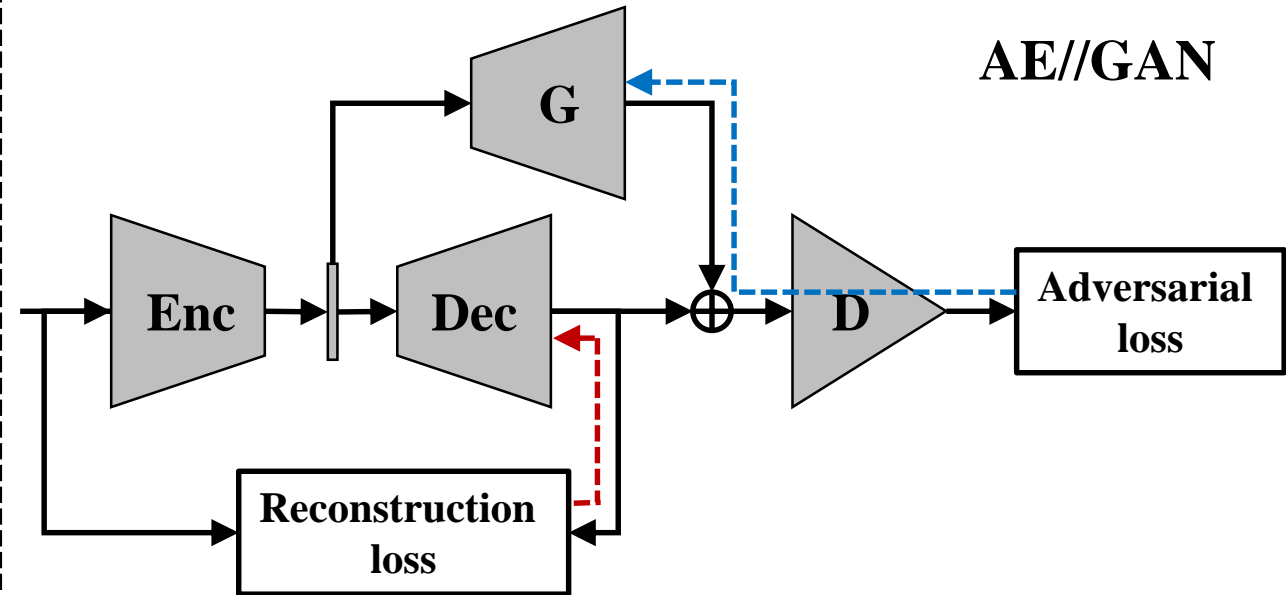 AE//GAN
G
Enc
Dec
D
Adversarial
loss
Reconstruction
loss